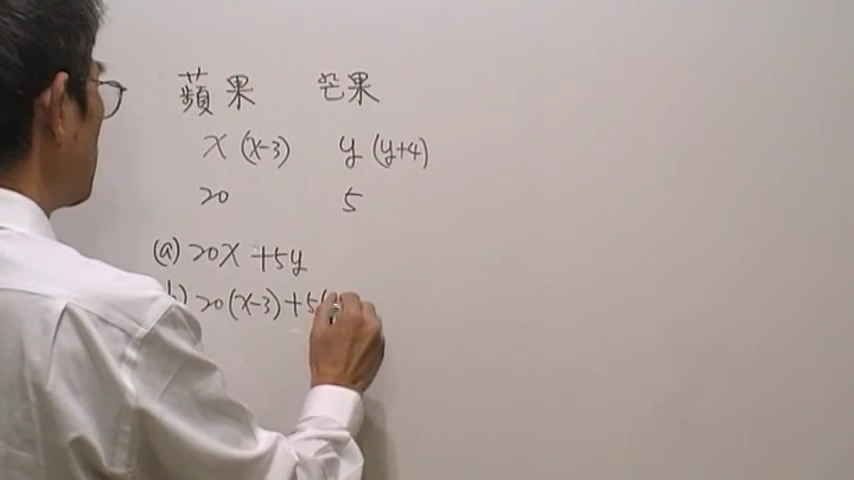 蘋果 芒果
x (x-3) y (y+4)
20 5
(a) 20x + 5y
) 20(x-3)+5(